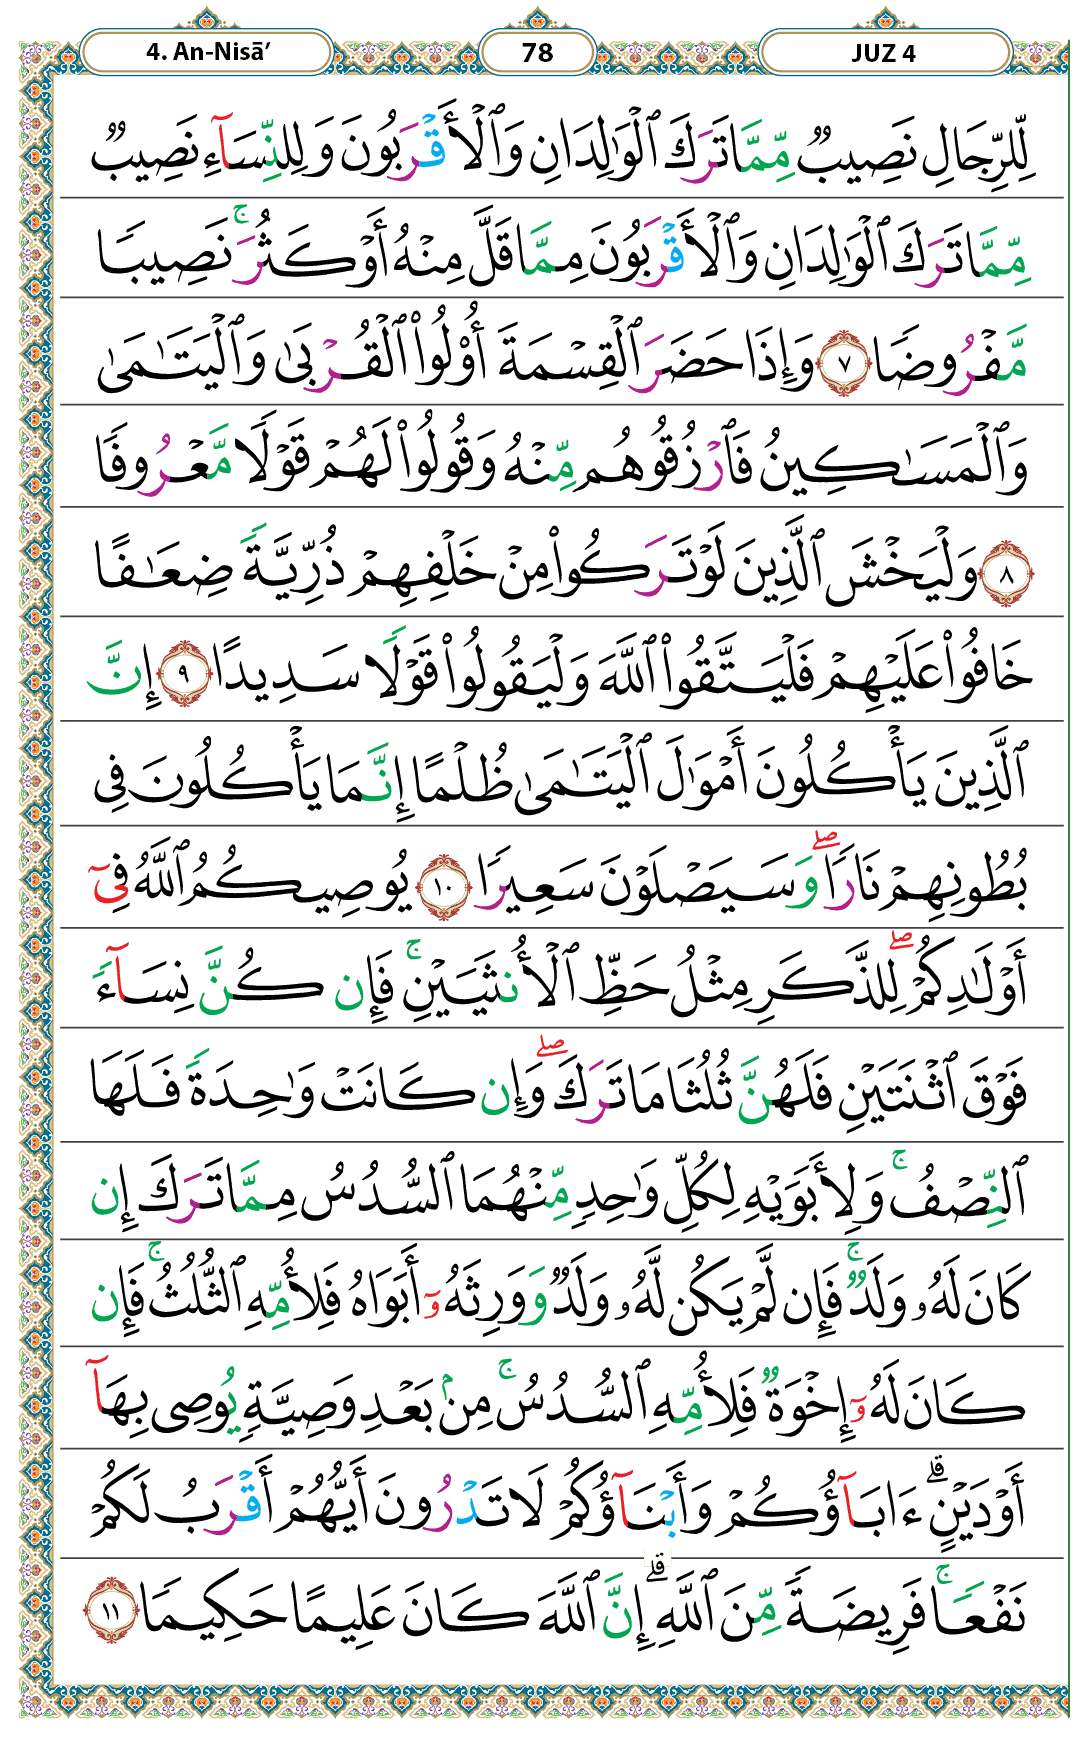 4. An-Nisā’ 78 JUZ 4
لِّلرِّجَالِ نَصِيبٌ مِّمَّا تَرَكَ ٱلْوَٰلِدَانِ وَٱلْأَقْرَبُونَ وَلِلنِّسَآءِ نَصِيبٌ
مِّمَّا تَرَكَ ٱلْوَٰلِدَانِ وَٱلْأَقْرَبُونَ مِمَّا قَلَّ مِنْهُ أَوْ كَثُرَ ۚ نَصِيبًا
مَّفْرُوضًا ٧ وَإِذَا حَضَرَ ٱلْقِسْمَةَ أُو۟لُوا۟ ٱلْقُرْبَىٰ وَٱلْيَتَـٰمَىٰ
وَٱلْمَسَـٰكِينُ فَٱرْزُقُوهُم مِّنْهُ وَقُولُوا۟ لَهُمْ قَوْلًا مَّعْرُوفًا
٨ وَلْيَخْشَ ٱلَّذِينَ لَوْ تَرَكُوا۟ مِنْ خَلْفِهِمْ ذُرِّيَّةً ضِعَـٰفًا
خَافُوا۟ عَلَيْهِمْ فَلْيَتَّقُوا۟ ٱللَّهَ وَلْيَقُولُوا۟ قَوْلًا سَدِيدًا ٩ إِنَّ
ٱلَّذِينَ يَأْكُلُونَ أَمْوَٰلَ ٱلْيَتَـٰمَىٰ ظُلْمًا إِنَّمَا يَأْكُلُونَ فِى
بُطُونِهِمْ نَارًا ۖ وَسَيَصْلَوْنَ سَعِيرًا ١٠ يُوصِيكُمُ ٱللَّهُ فِىٓ
أَوْلَـٰدِكُمْ ۖ لِلذَّكَرِ مِثْلُ حَظِّ ٱلْأُنثَيَيْنِ ۚ فَإِن كُنَّ نِسَآءً
فَوْقَ ٱثْنَتَيْنِ فَلَهُنَّ ثُلُثَا مَا تَرَكَ ۖ وَإِن كَانَتْ وَٰحِدَةً فَلَهَا
ٱلنِّصْفُ ۚ وَلِأَبَوَيْهِ لِكُلِّ وَٰحِدٍ مِّنْهُمَا ٱلسُّدُسُ مِمَّا تَرَكَ إِن
كَانَ لَهُۥ وَلَدٌ ۚ فَإِن لَّمْ يَكُن لَّهُۥ وَلَدٌ وَوَرِثَهُۥٓ أَبَوَاهُ فَلِأُمِّهِ ٱلثُّلُثُ ۚ فَإِن
كَانَ لَهُۥٓ إِخْوَةٌ فَلِأُمِّهِ ٱلسُّدُسُ ۚ مِنۢ بَعْدِ وَصِيَّةٍ يُوصِى بِهَآ
أَوْ دَيْنٍ ۗ ءَابَآؤُكُمْ وَأَبْنَآؤُكُمْ لَا تَدْرُونَ أَيُّهُمْ أَقْرَبُ لَكُمْ
نَفْعًا ۚ فَرِيضَةً مِّنَ ٱللَّهِ ۗ إِنَّ ٱللَّهَ كَانَ عَلِيمًا حَكِيمًا ١١